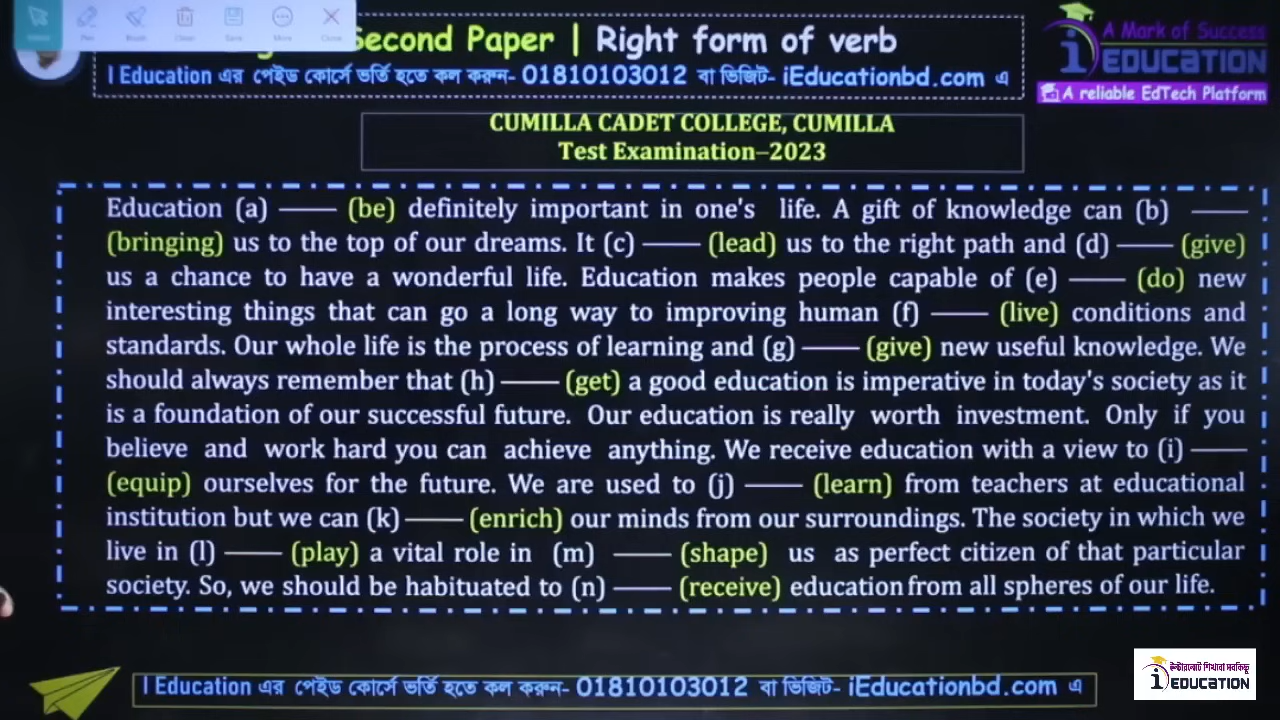 Second Paper | Right form of verb
I Education এর পেইড কোর্সে ভর্তি হতে কল করুন- 01810103012 বা ভিজিট- iEducationbd.com এ
A Mark of Success
iEDUCATION
A reliable EdTech Platform
CUMILLA CADET COLLEGE, CUMILLA
Test Examination–2023
Education (a) —— (be) definitely important in one's life. A gift of knowledge can (b) ——
(bringing) us to the top of our dreams. It (c) —— (lead) us to the right path and (d) —— (give)
us a chance to have a wonderful life. Education makes people capable of (e) —— (do) new
interesting things that can go a long way to improving human (f) —— (live) conditions and
standards. Our whole life is the process of learning and (g) —— (give) new useful knowledge. We
should always remember that (h) —— (get) a good education is imperative in today's society as it
is a foundation of our successful future. Our education is really worth investment. Only if you
believe and work hard you can achieve anything. We receive education with a view to (i) ——
(equip) ourselves for the future. We are used to (j) —— (learn) from teachers at educational
institution but we can (k) —— (enrich) our minds from our surroundings. The society in which we
live in (l) —— (play) a vital role in (m) —— (shape) us as perfect citizen of that particular
society. So, we should be habituated to (n) —— (receive) education from all spheres of our life.
I Education এর পেইড কোর্সে ভর্তি হতে কল করুন- 01810103012 বা ভিজিট- iEducationbd.com এ
iEDUCATION